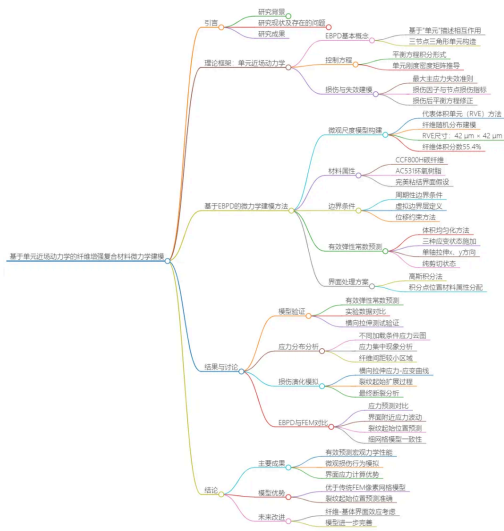 基于单元近场动力学的纤维增强复合材料微力学建模
引言
研究背景
研究现状及存在的问题
研究成果
理论框架：单元近场动力学
EBPD基本概念
基于"单元"描述相互作用
三节点三角形单元构造
控制方程
平衡方程积分形式
单元刚度密度矩阵推导
损伤与失效建模
最大主应力失效准则
损伤因子与节点损伤指标
损伤后平衡方程修正
基于EBPD的微力学建模方法
微观尺度模型构建
代表体积单元（RVE）方法
纤维随机分布建模
RVE尺寸：42 μm × 42 μm
纤维体积分数55.4%
材料属性
CCF800H碳纤维
AC531环氧树脂
完美粘结界面假设
边界条件
周期性边界条件
虚拟边界层定义
位移约束方法
有效弹性常数预测
体积均匀化方法
三种应变状态施加
单轴拉伸x、y方向
纯剪切状态
界面处理方案
高斯积分法
积分点位置材料属性分配
结果与讨论
模型验证
有效弹性常数预测
实验数据对比
横向拉伸测试验证
应力分布分析
不同加载条件应力云图
应力集中现象分析
纤维间距较小区域
损伤演化模拟
横向拉伸应力-应变曲线
裂纹起始扩展过程
最终断裂分析
EBPD与FEM对比
应力预测对比
界面附近应力波动
裂纹起始位置预测
细网格模型一致性
结论
主要成果
有效预测宏观力学性能
微观损伤行为模拟
界面应力计算优势
模型优势
优于传统FEM像素网格模型
裂纹起始位置预测准确
未来改进
纤维-基体界面效应考虑
模型进一步完善